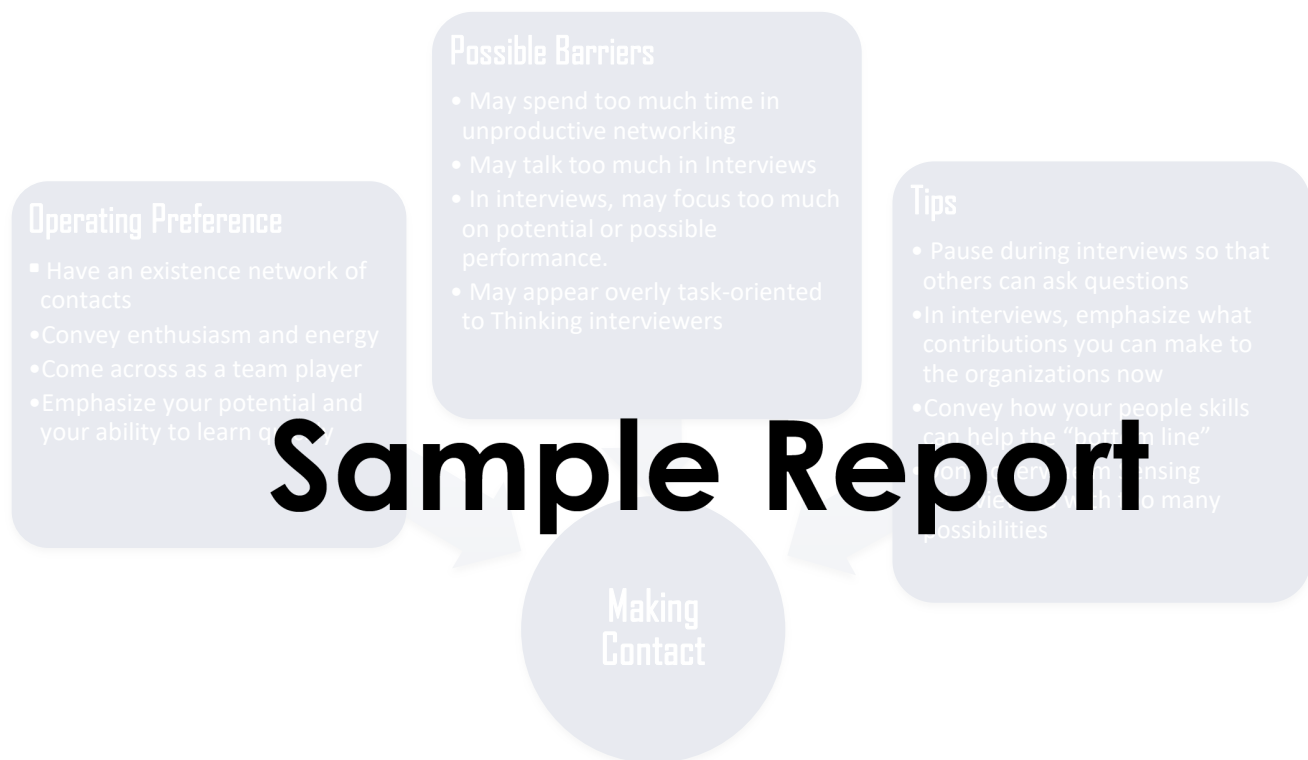 Possible Barriers
• May spend too much time in
unproductive networking
• May talk too much in Interviews
• In interviews, may focus too much
on potential or possible
performance.
• May appear overly task-oriented
to Thinking interviewers
Operating Preference
▪ Have an existence network of
contacts
•Convey enthusiasm and energy
•Come across as a team player
•Emphasize your potential and
your ability to learn
Tips
• Pause during interviews so that
others can ask questions
•In interviews, emphasize what
contributions you can make to
the organizations now
•Convey how your people skills
can help the "bottom line"
many
possibilities
Sample Report
Making
Contact